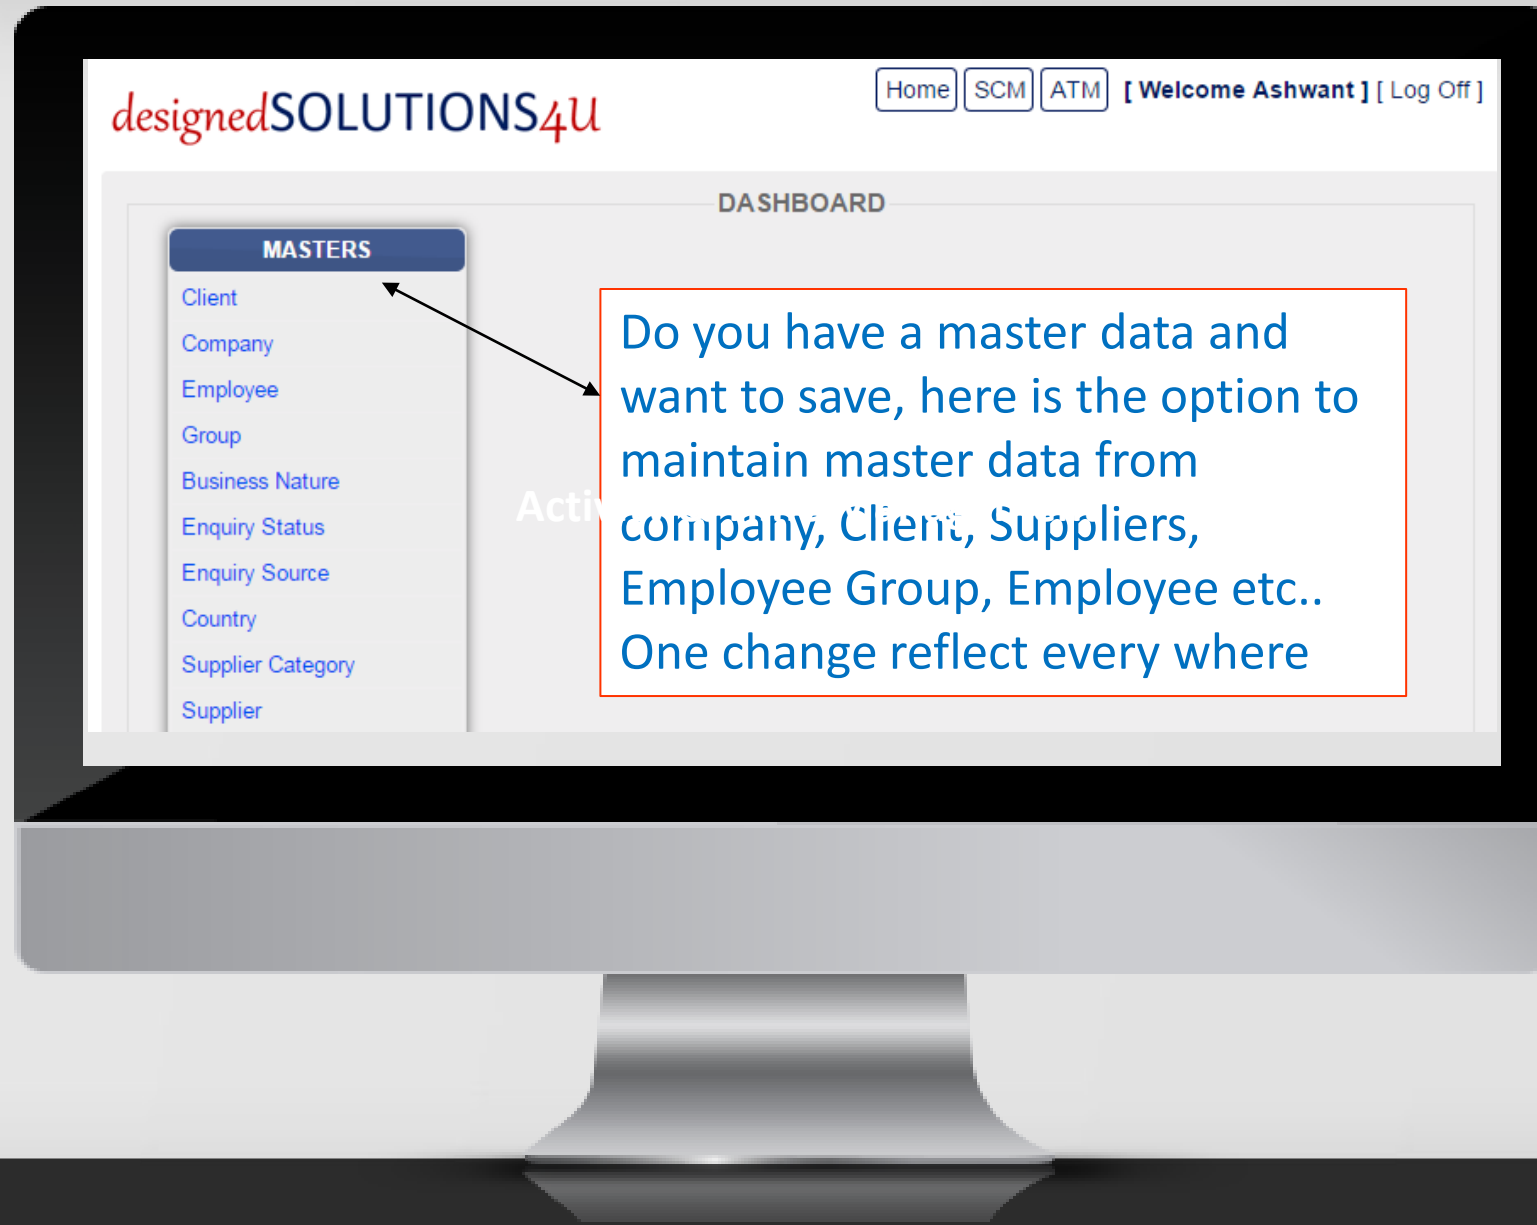 designedSOLUTIONS4U
Home SCM ATM [ Welcome Ashwant ] [ Log Off ]
DASHBOARD
MASTERS
Client
Company
Employee
Group
Business Nature
Enquiry Status
Enquiry Source
Country
Supplier Category
Supplier
Do you have a master data and
want to save, here is the option to
maintain master data from
company, Client, Suppliers,
Employee Group, Employee etc..
One change reflect every where